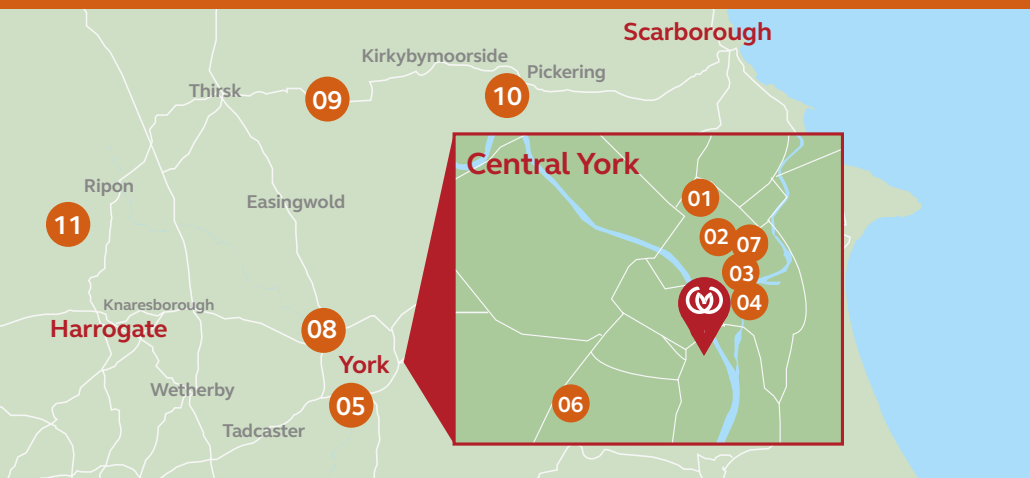 Scarborough
Kirkybymoorside
Pickering
Thirsk
09
10
Central York
Ripon
01
Easingwold
11
02
07
03
04
Knaresborough
Harrogate
08
York
Wetherby
05
06
Tadcaster